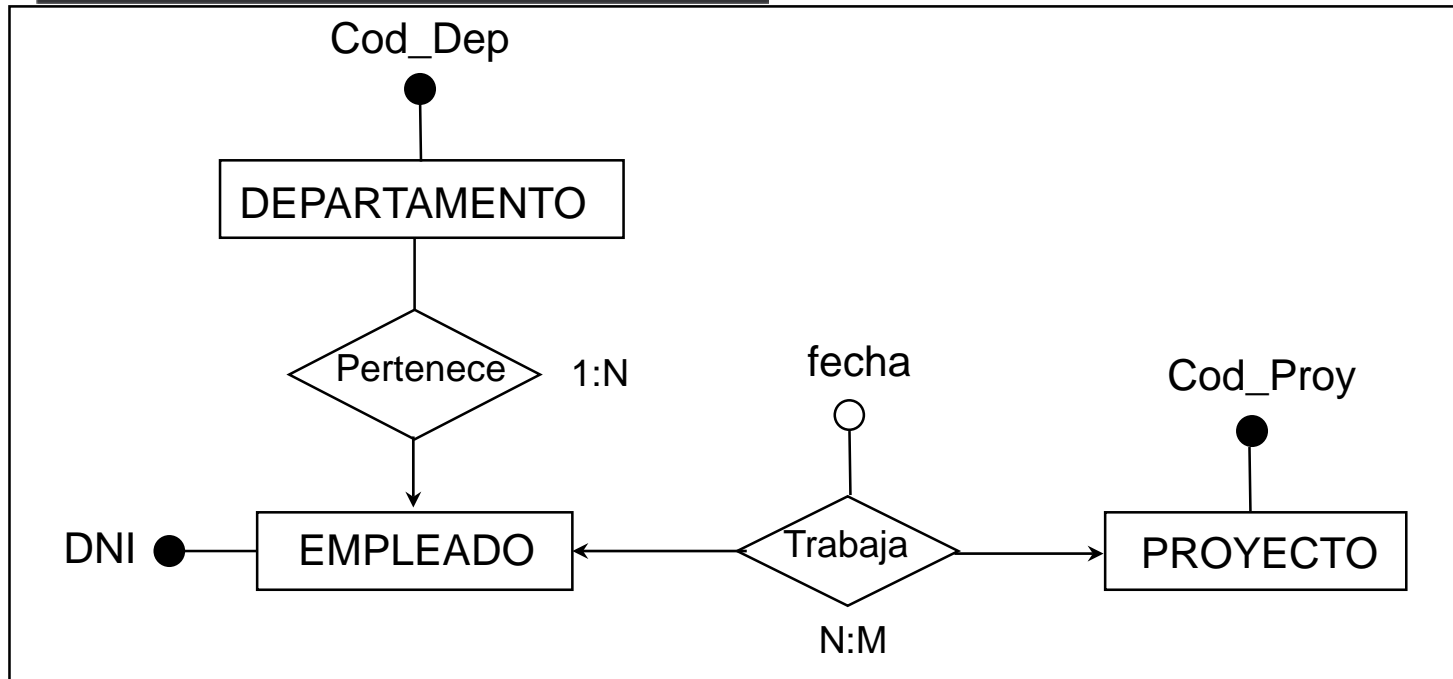 Cod_Dep
DEPARTAMENTO
Pertenece
1:N
fecha
Cod_Proy
DNI
EMPLEADO
Trabaja
PROYECTO
N:M